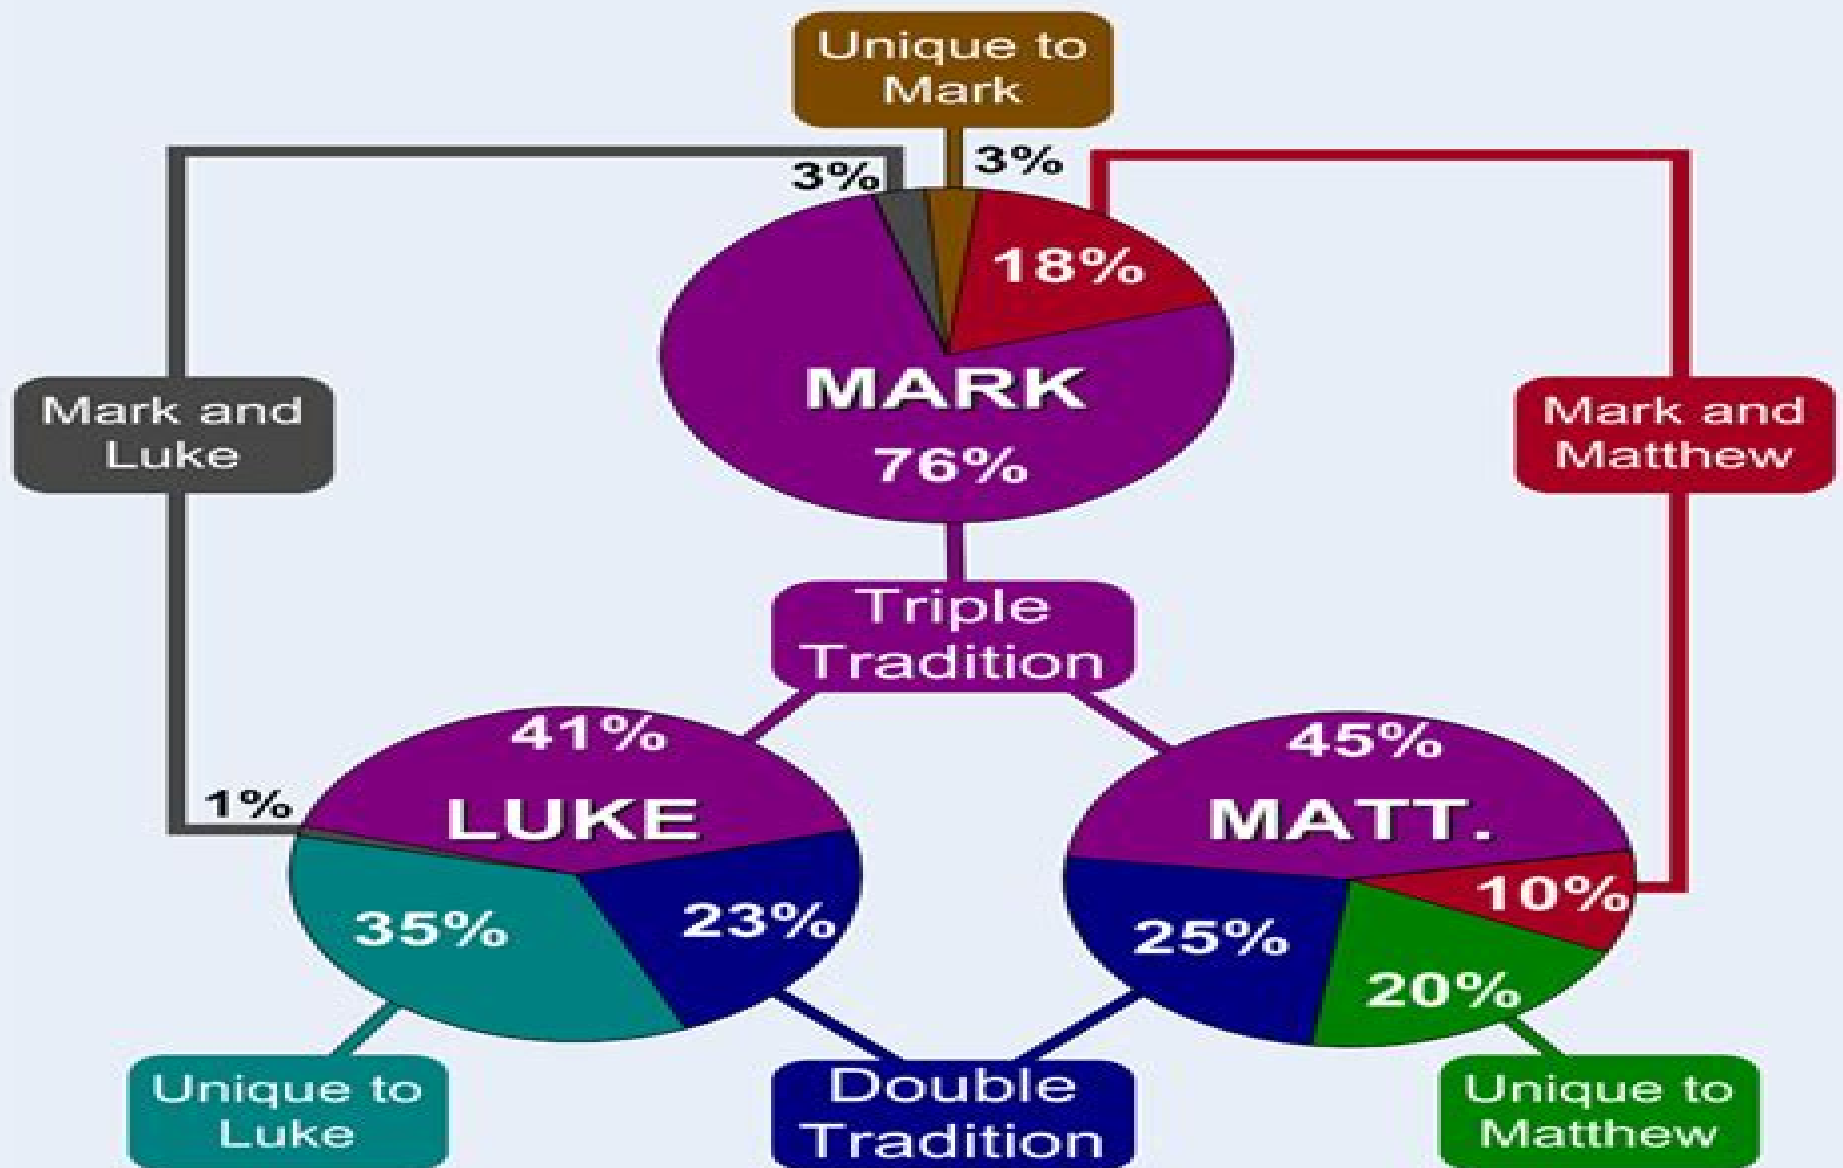 Unique to
Mark
3%
3%
18%
MARK
76%
Mark and
Luke
Mark and
Matthew
Triple
Tradition
41%
LUKE
1%
35%
23%
45%
MATT.
10%
25%
20%
Unique to
Luke
Double
Tradition
Unique to
Matthew